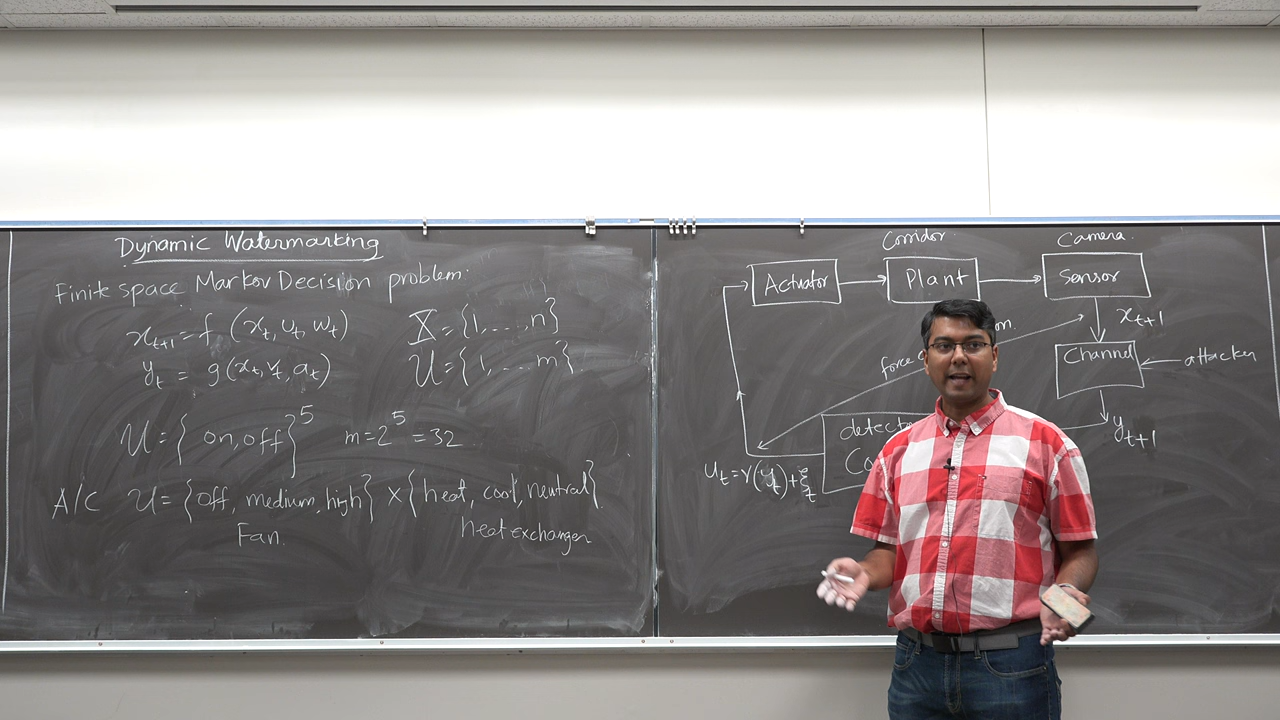 Dynamic Watermarking
Finite space Markov Decision problem.
x_{t+1} = f (x_t, u_t, w_t)
X = {1, ..., n}
y_t = g(x_t, y_t, a_t)
U = {1, ... m}
U = { on, off }^5 m = 2^5 = 32
A/C U = {off, medium, high} × {heat, cool, neutral}
Fan. heat exchanger
Corridor Camera.
Actuator Plant Sensor
x_{t+1}
force
Channel attacker
y_{t+1}
u_t = γ(y_t) + ξ_t